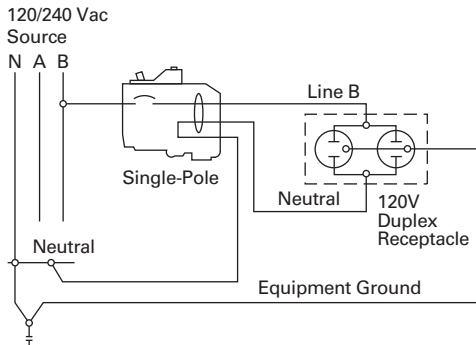 120/240 Vac
Source
N A B
Line B
Single-Pole
Neutral
120V
Duplex
Receptacle
Neutral
Equipment Ground